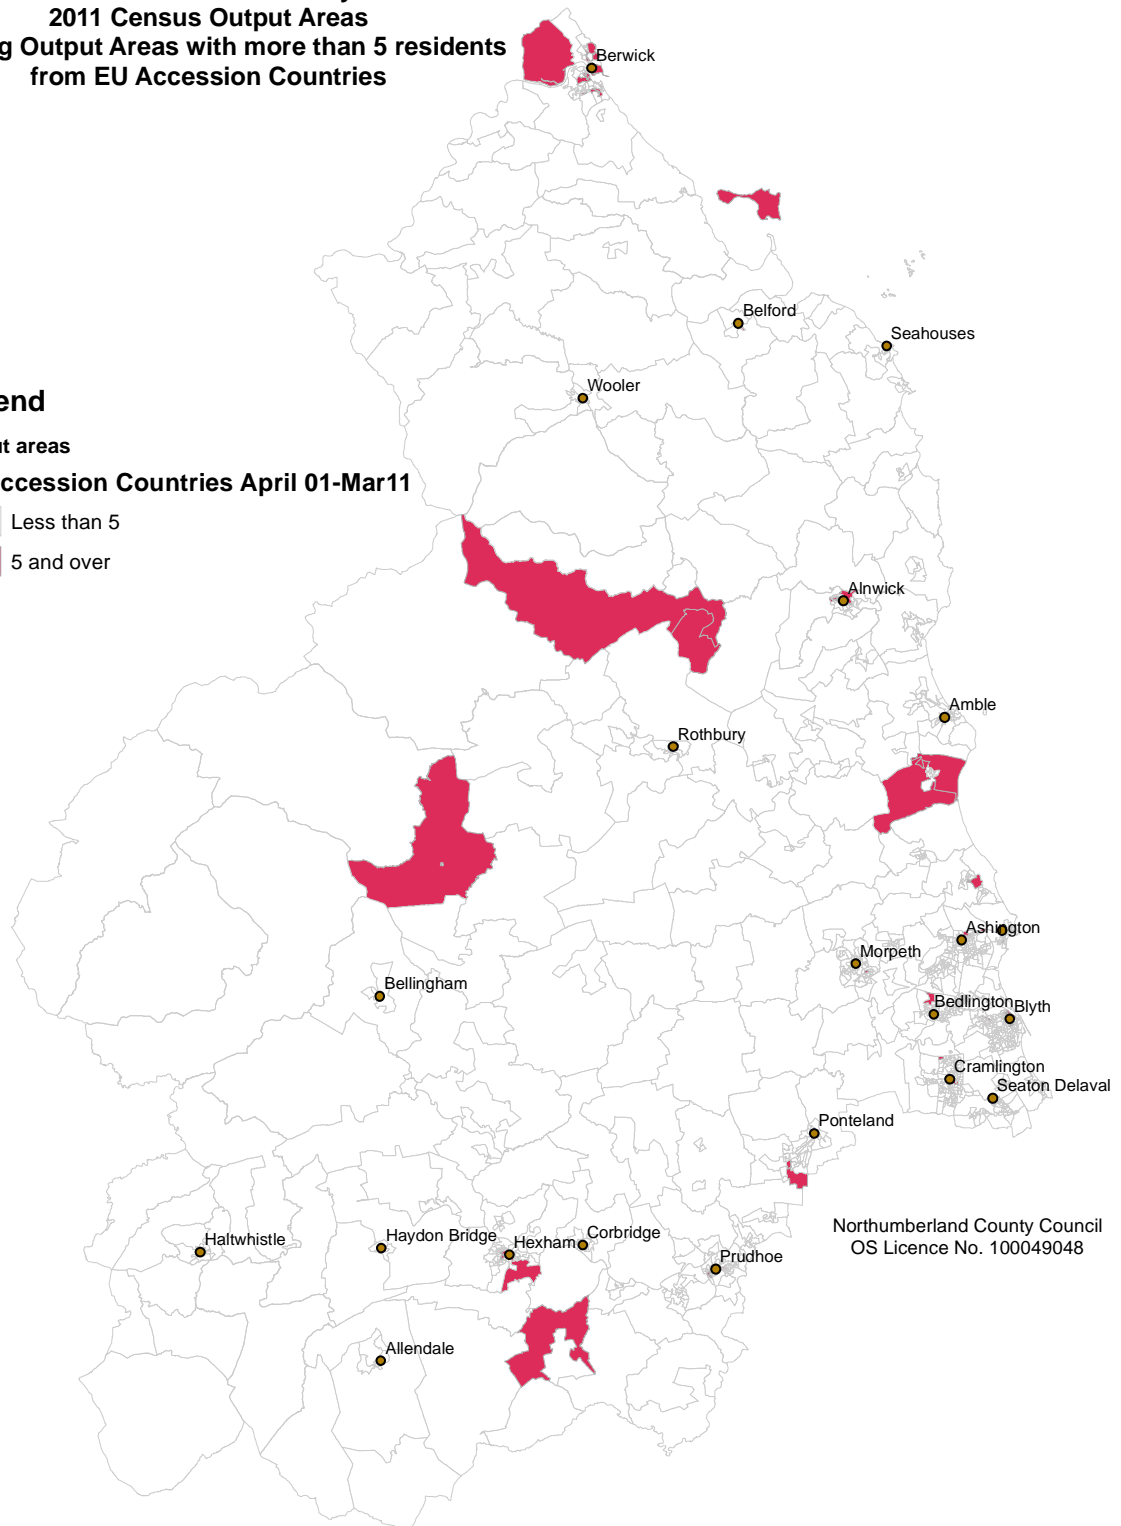 2011 Census Output Areas
g Output Areas with more than 5 residents
from EU Accession Countries
Berwick
Belford
Seahouses
Wooler
end
ut areas
ccession Countries April 01-Mar11
Less than 5
5 and over
Alnwick
Amble
Rothbury
Ashington
Morpeth
Bellingham
Bedlington
Blyth
Cramlington
Seaton Delaval
Ponteland
Northumberland County Council
OS Licence No. 100049048
Haltwhistle
Haydon Bridge
Hexham
Corbridge
Prudhoe
Allendale